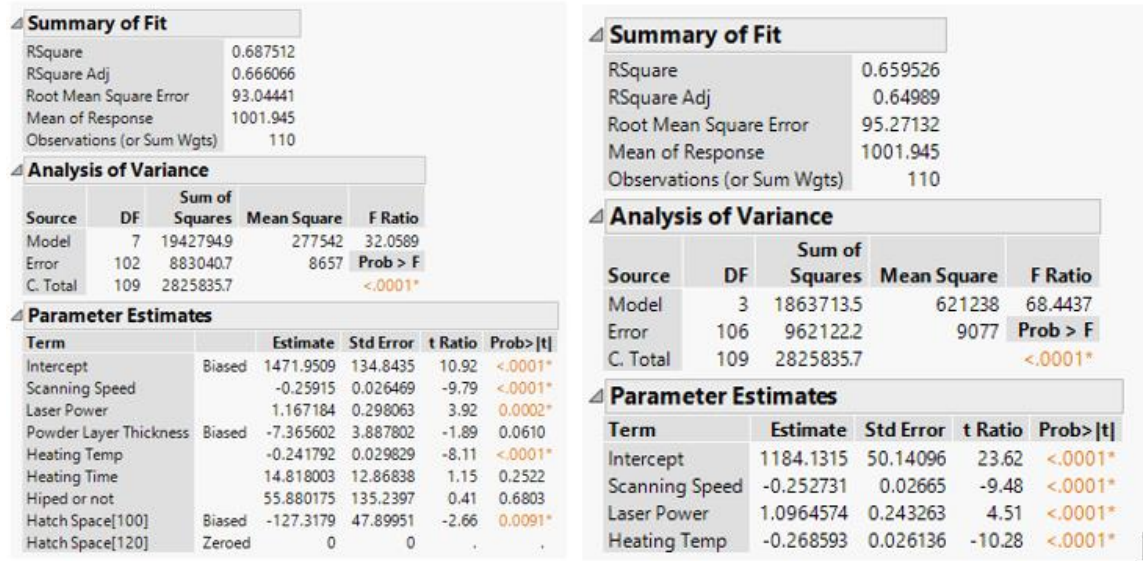 Summary of Fit
RSquare 0.687512
RSquare Adj 0.666066
Root Mean Square Error 93.04441
Mean of Response 1001.945
Observations (or Sum Wgts) 110
Analysis of Variance
Sum of
Source DF Squares Mean Square F Ratio
Model 7 1942794.9 277542 32.0589
Error 102 883040.7 8657 Prob > F
C. Total 109 2825835.7 <.0001*
Parameter Estimates
Term Estimate Std Error t Ratio Prob>|t|
Intercept Biased 1471.9509 134.8435 10.92 <.0001*
Scanning Speed -0.25915 0.026469 -9.79 <.0001*
Laser Power 1.167184 0.298063 3.92 0.0002*
Powder Layer Thickness Biased -7.365602 3.887802 -1.89 0.0610
Heating Temp -0.241792 0.029829 -8.11 <.0001*
Heating Time 14.818003 12.86838 1.15 0.2522
Hiped or not 55.880175 135.2397 0.41 0.6803
Hatch Space[100] Biased -127.3179 47.89951 -2.66 0.0091*
Hatch Space[120] Zeroed 0 0 . .
Summary of Fit
RSquare 0.659526
RSquare Adj 0.64989
Root Mean Square Error 95.27132
Mean of Response 1001.945
Observations (or Sum Wgts) 110
Analysis of Variance
Sum of
Source DF Squares Mean Square F Ratio
Model 3 1863713.5 621238 68.4437
Error 106 962122.2 9077 Prob > F
C. Total 109 2825835.7 <.0001*
Parameter Estimates
Term Estimate Std Error t Ratio Prob>|t|
Intercept 1184.1315 50.14096 23.62 <.0001*
Scanning Speed -0.252731 0.02665 -9.48 <.0001*
Laser Power 1.0964574 0.243263 4.51 <.0001*
Heating Temp -0.268593 0.026136 -10.28 <.0001*